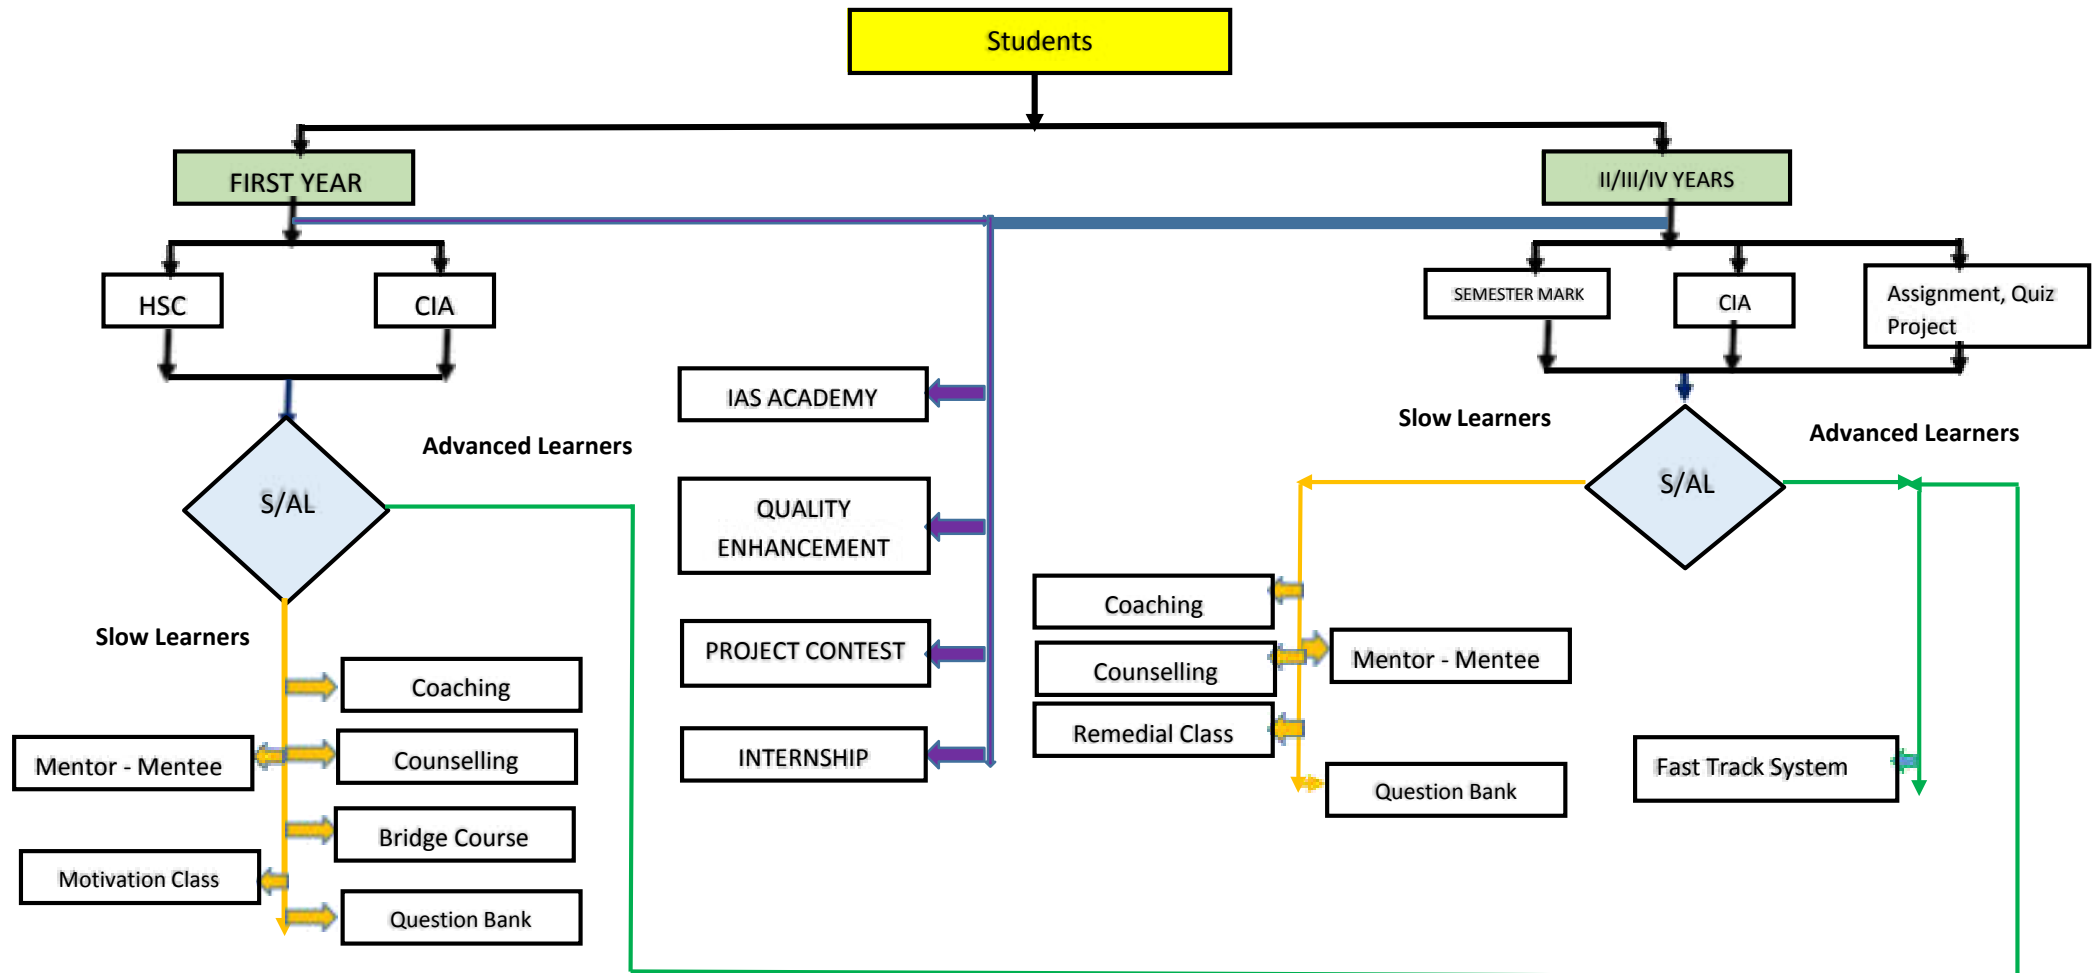 Students
FIRST YEAR
II/III/IV YEARS
HSC
CIA
SEMESTER MARK
CIA
Assignment, Quiz
Project
IAS ACADEMY
Slow Learners
Advanced Learners
Advanced Learners
S/AL
S/AL
QUALITY
ENHANCEMENT
Coaching
Slow Learners
PROJECT CONTEST
Counselling
Mentor - Mentee
Coaching
Remedial Class
Mentor - Mentee
Counselling
INTERNSHIP
Fast Track System
Question Bank
Bridge Course
Motivation Class
Question Bank